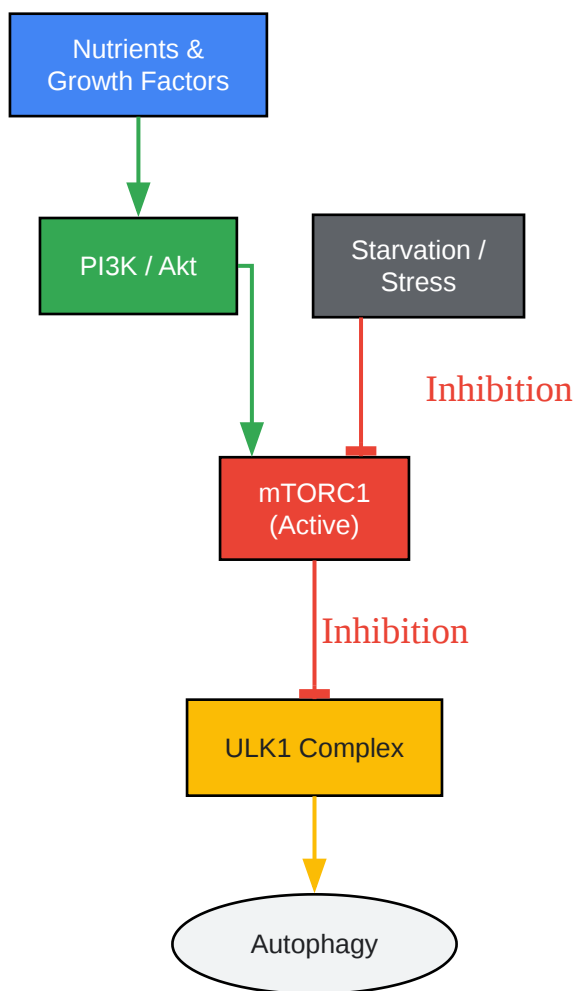 Nutrients &
Growth Factors
PI3K / Akt
Starvation /
Stress
Inhibition
mTORC1
(Active)
Inhibition
ULK1 Complex
Autophagy